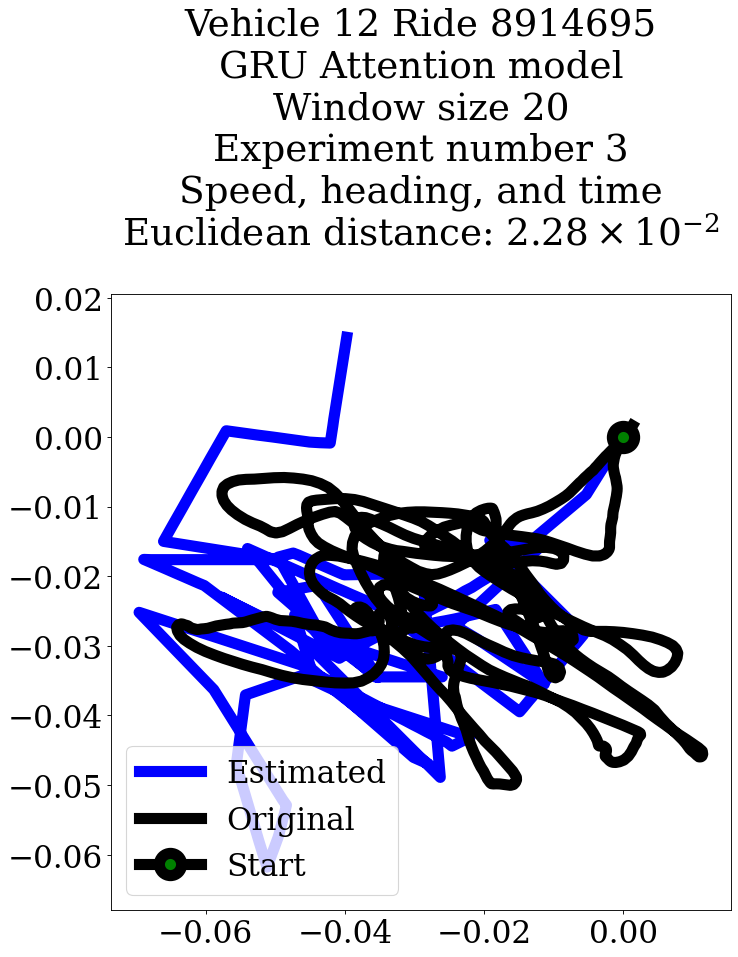 Vehicle 12 Ride 8914695
GRU Attention model
Window size 20
Experiment number 3
Speed, heading, and time
Euclidean distance: 2.28 × 10⁻²
0.02
0.01
0.00
−0.01
−0.02
−0.03
−0.04
−0.05
−0.06
Estimated
Original
Start
−0.06 −0.04 −0.02 0.00